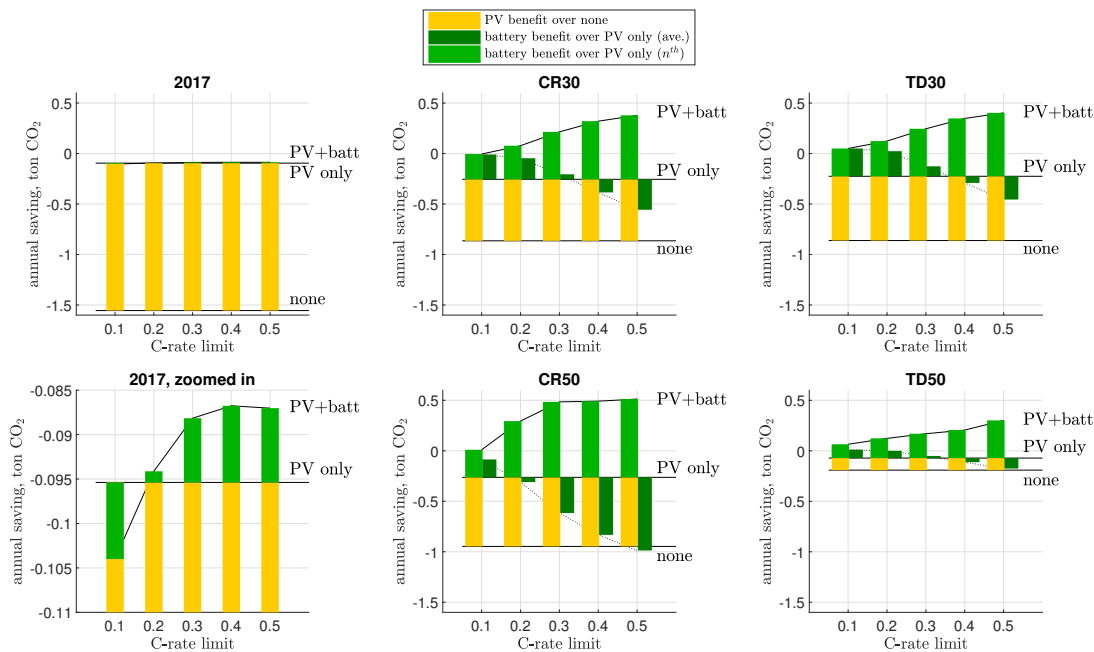 PV benefit over none
battery benefit over PV only (ave.)
battery benefit over PV only (nth)
2017
annual saving, ton CO2
0.5
0
-0.5
-1
-1.5
PV+batt
PV only
none
0.1 0.2 0.3 0.4 0.5
C-rate limit
CR30
annual saving, ton CO2
0.5
0
-0.5
-1
-1.5
PV+batt
PV only
none
0.1 0.2 0.3 0.4 0.5
C-rate limit
TD30
annual saving, ton CO2
0.5
0
-0.5
-1
-1.5
PV+batt
PV only
none
0.1 0.2 0.3 0.4 0.5
C-rate limit
2017, zoomed in
annual saving, ton CO2
-0.085
-0.09
-0.095
-0.1
-0.105
-0.11
PV+batt
PV only
0.1 0.2 0.3 0.4 0.5
C-rate limit
CR50
annual saving, ton CO2
0.5
0
-0.5
-1
-1.5
PV+batt
PV only
none
0.1 0.2 0.3 0.4 0.5
C-rate limit
TD50
annual saving, ton CO2
0.5
0
-0.5
-1
-1.5
PV+batt
PV only
none
0.1 0.2 0.3 0.4 0.5
C-rate limit